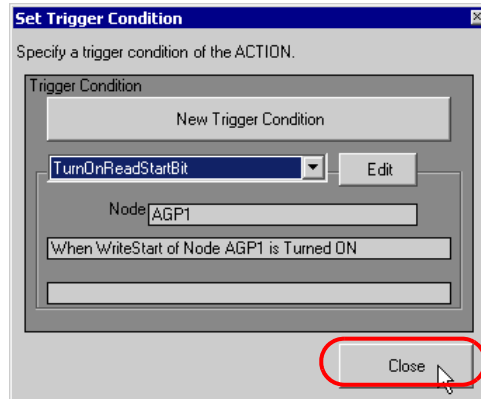 Set Trigger Condition
Specify a trigger condition of the ACTION.
Trigger Condition
New Trigger Condition
TurnOnReadStartBit
Edit
Node AGP1
When WriteStart of Node AGP1 is Turned ON
Close